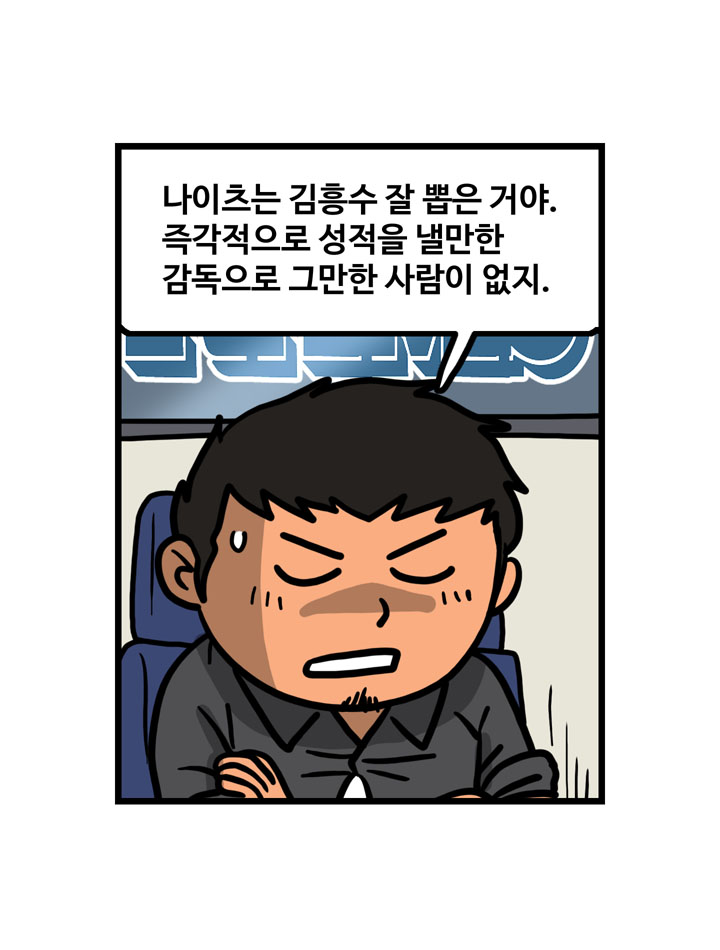 나이츠는 김흥수 잘 뽑은 거야.
즉각적으로 성적을 낼만한
감독으로 그만한 사람이 없지.